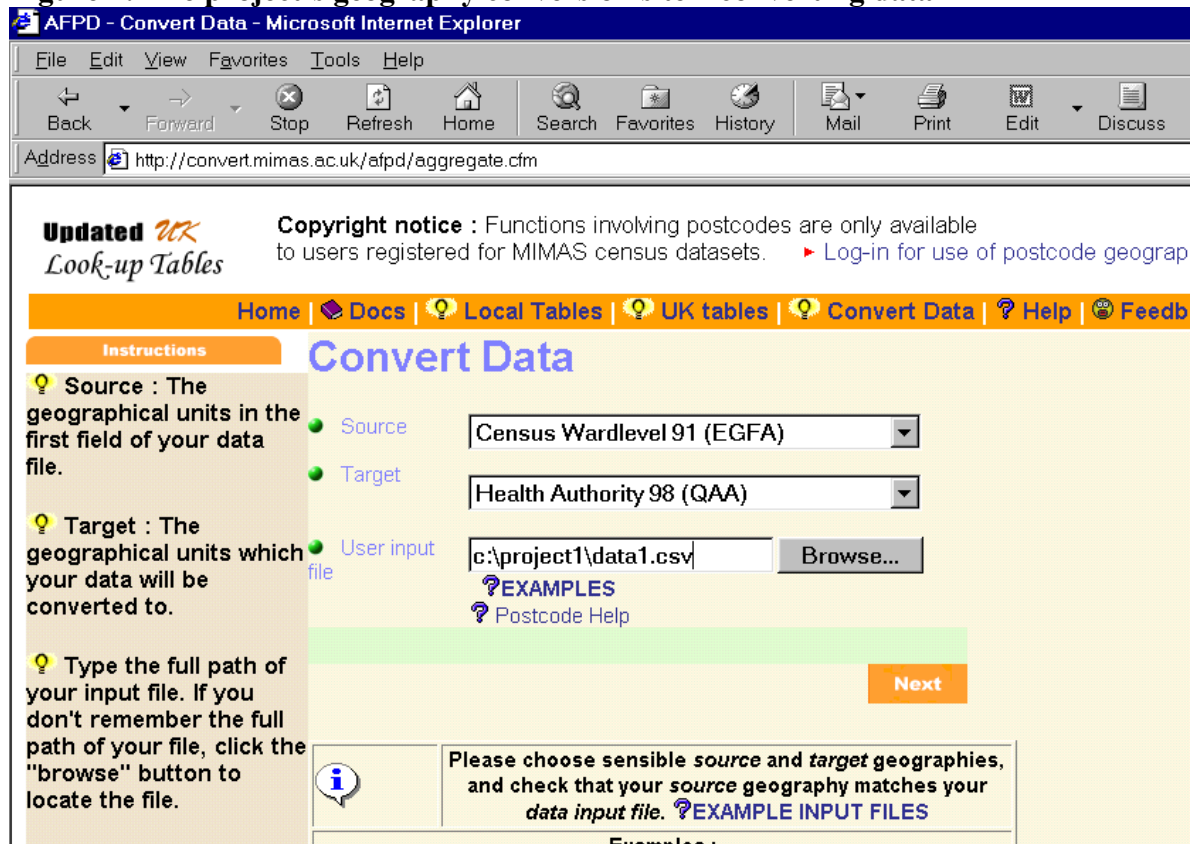 AFPD - Convert Data - Microsoft Internet Explorer
File Edit View Favorites Tools Help
Back Forward Stop Refresh Home Search Favorites History Mail Print Edit Discuss
Address http://convert.mimas.ac.uk/afpd/aggregate.cfm
Updated UK
Look-up Tables
Copyright notice : Functions involving postcodes are only available
to users registered for MIMAS census datasets. Log-in for use of postcode geograp
Home | Docs | Local Tables | UK tables | Convert Data | Help | Feedb
Instructions
Source : The
geographical units in the
first field of your data
file.
Target : The
geographical units which
your data will be
converted to.
Type the full path of
your input file. If you
don't remember the full
path of your file, click the
"browse" button to
locate the file.
Convert Data
Source
Census Wardlevel 91 (EGFA)
Target
Health Authority 98 (QAA)
User input
file
c:\project1\data1.csv
Browse...
?EXAMPLES
? Postcode Help
Next
Please choose sensible source and target geographies,
and check that your source geography matches your
data input file. ?EXAMPLE INPUT FILES